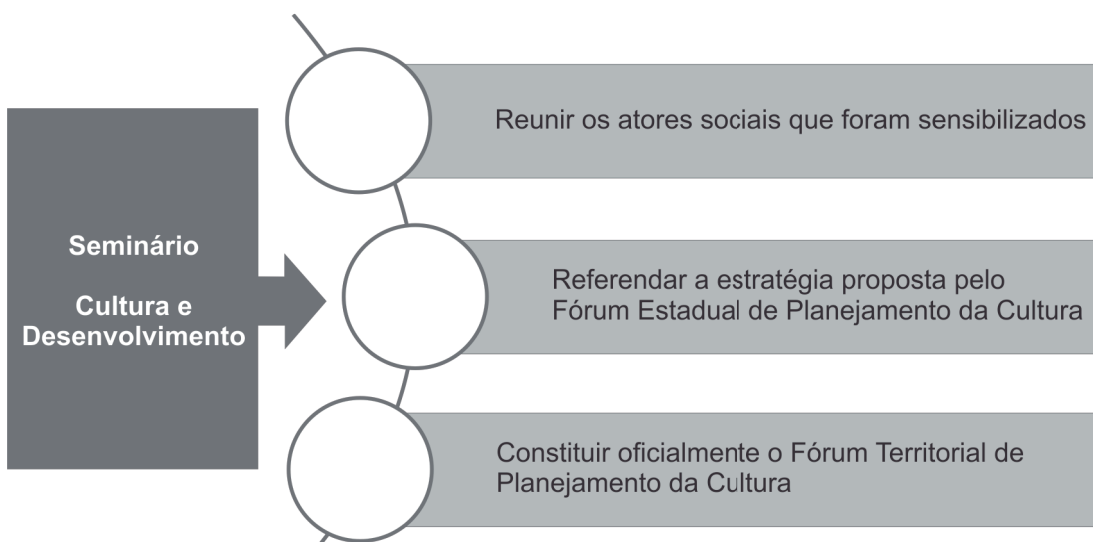 Seminário
Cultura e
Desenvolvimento
Reunir os atores sociais que foram sensibilizados
Referendar a estratégia proposta pelo
Fórum Estadual de Planejamento da Cultura
Constituir oficialmente o Fórum Territorial de
Planejamento da Cultura